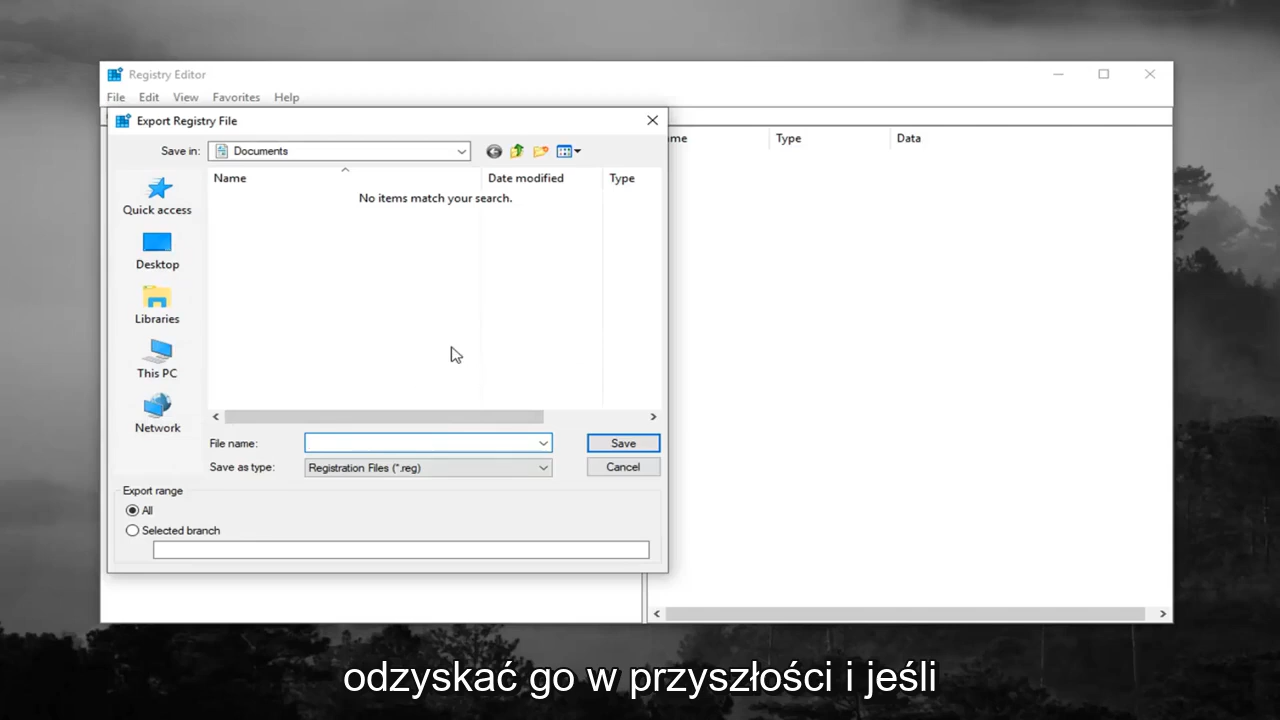 Registry Editor
File Edit View Favorites Help
Export Registry File
Save in: Documents
me Type Data
Name Date modified Type
No items match your search.
Quick access
Desktop
Libraries
This PC
Network
File name: Save
Save as type: Registration Files (*.reg) Cancel
Export range
All
Selected branch
odzyskać go w przyszłości i jeśli